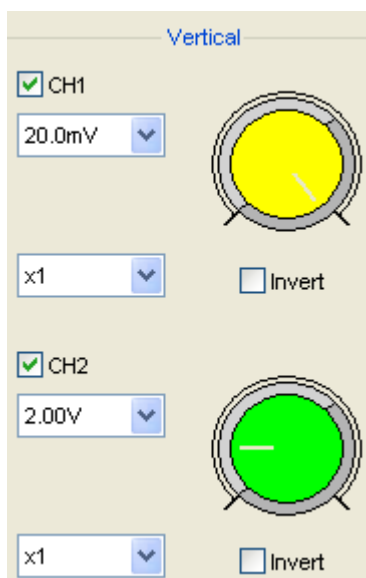 Vertical
CH1
20.0mV
x1
Invert
CH2
2.00V
x1
Invert